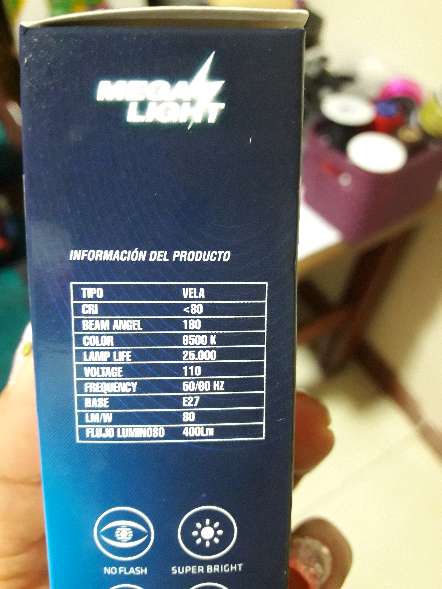 MEGA
LIGHT
INFORMACIÓN DEL PRODUCTO
TIPO VELA
CRI <80
BEAM ANGEL 180
COLOR 6500 K
LAMP LIFE 25.000
VOLTAGE 110
FREQUENCY 50/60 HZ
BASE E27
LM/W 80
FLUJO LUMINOSO 400Lm
NO FLASH SUPER BRIGHT